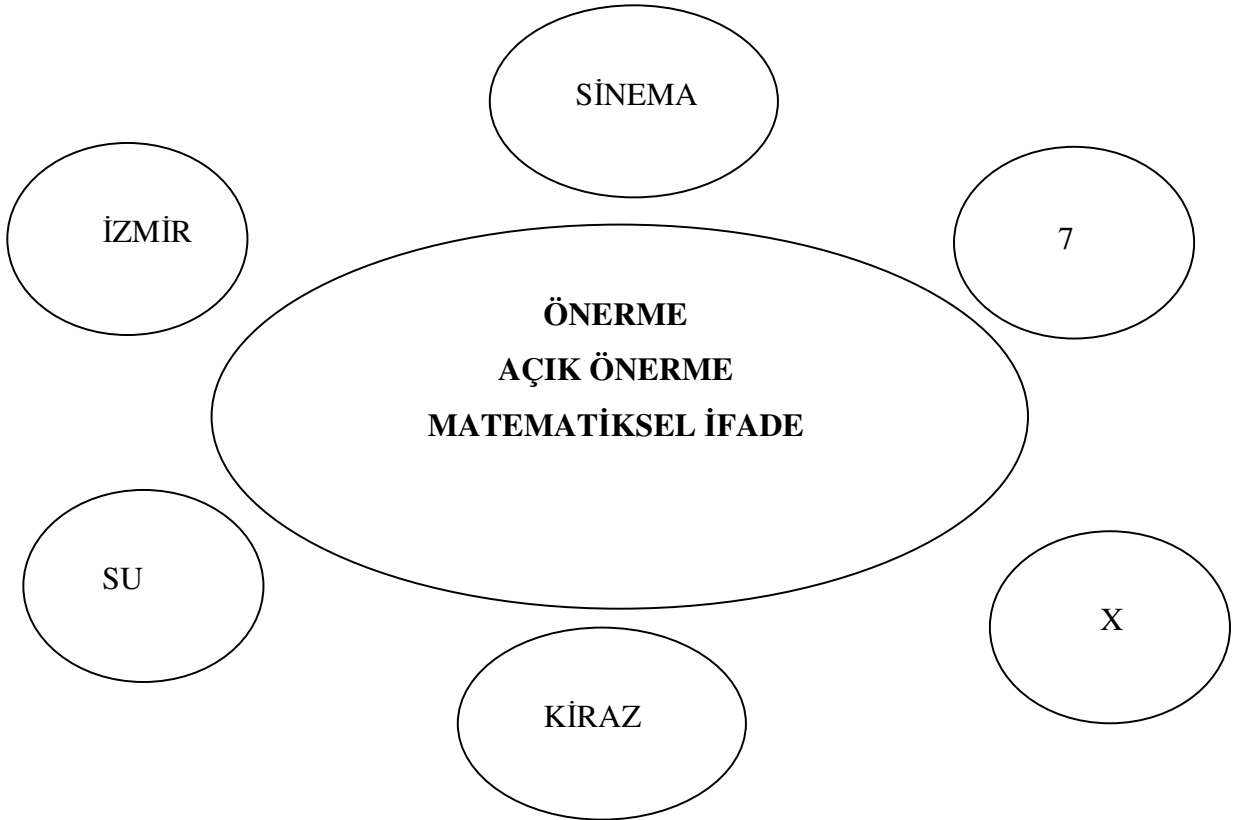 SİNEMA
İZMİR
7
ÖNERME
AÇIK ÖNERME
MATEMATİKSEL İFADE
SU
X
KİRAZ